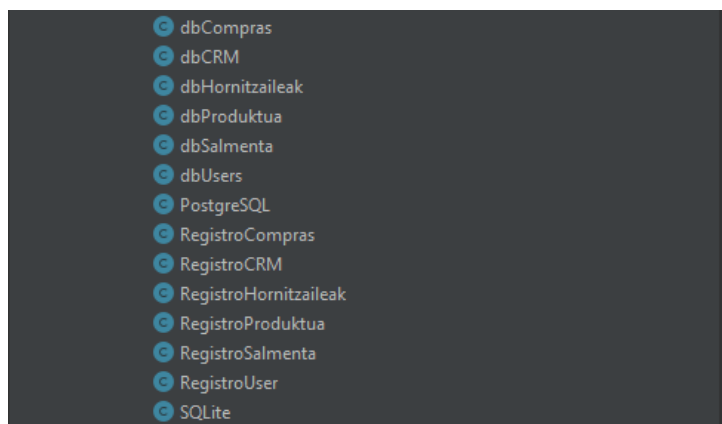 dbCompras
dbCRM
dbHornitzaileak
dbProduktua
dbSalmenta
dbUsers
PostgreSQL
RegistroCompras
RegistroCRM
RegistroHornitzaileak
RegistroProduktua
RegistroSalmenta
RegistroUser
SQLite